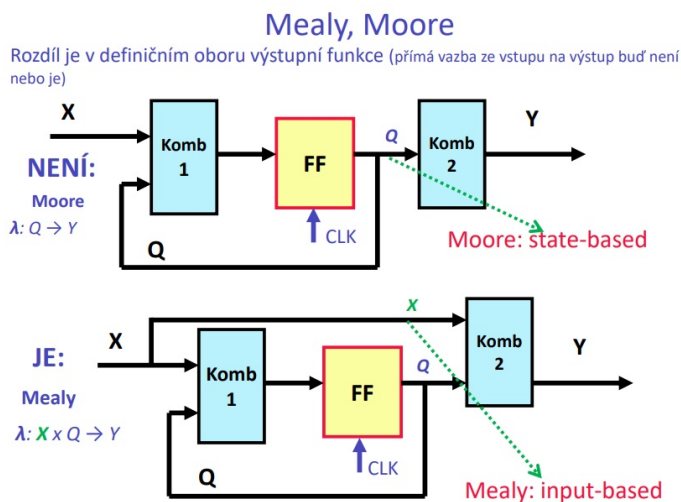 Mealy, Moore
Rozdíl je v definičním oboru výstupní funkce (přímá vazba ze vstupu na výstup buď není
nebo je)
X
Komb
1
FF
Q
Komb
2
Y
NENÍ:
Moore
λ: Q → Y
Q
CLK
Moore: state-based
X
X
Komb
2
Y
JE:
Komb
1
FF
Q
Mealy
λ: X x Q → Y
Q
CLK
Mealy: input-based